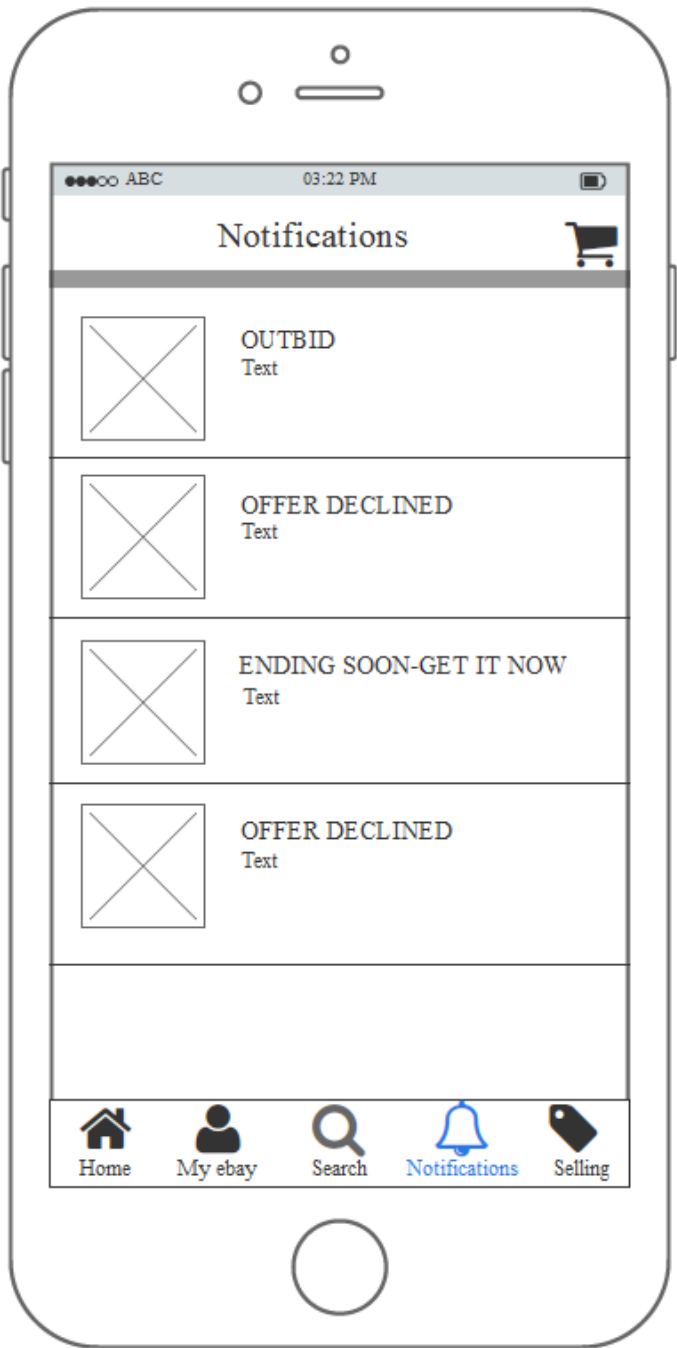 ABC 03:22 PM
Notifications
OUTBID
Text
OFFER DECLINED
Text
ENDING SOON-GET IT NOW
Text
OFFER DECLINED
Text
Home My ebay Search Notifications Selling